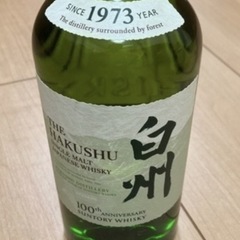 SINCE 1973 YEAR
The distillery surrounded by forest
THE
HAKUSHU
SINGLE MALT
JAPANESE WHISKY
白州
DISTILLERY
100th ANNIVERSARY
SUNTORY WHISKY